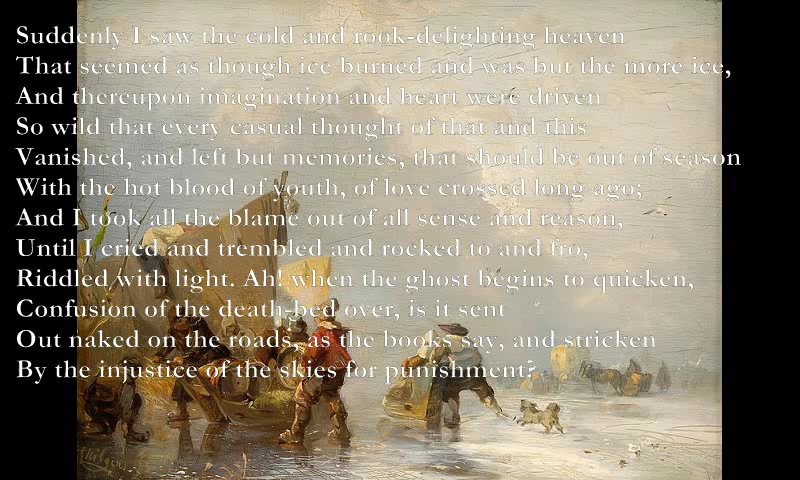 Suddenly I saw the cold and rook-delighting heaven
That seemed as though ice burned and was but the more ice,
And thereupon imagination and heart were driven
So wild that every casual thought of that and this
Vanished, and left but memories, that should be out of season
With the hot blood of youth, of love crossed long ago;
And I took all the blame out of all sense and reason,
Until I cried and trembled and rocked to and fro,
Riddled with light. Ah! when the ghost begins to quicken,
Confusion of the death-bed over, is it sent
Out naked on the roads, as the books say, and stricken
By the injustice of the skies for punishment?